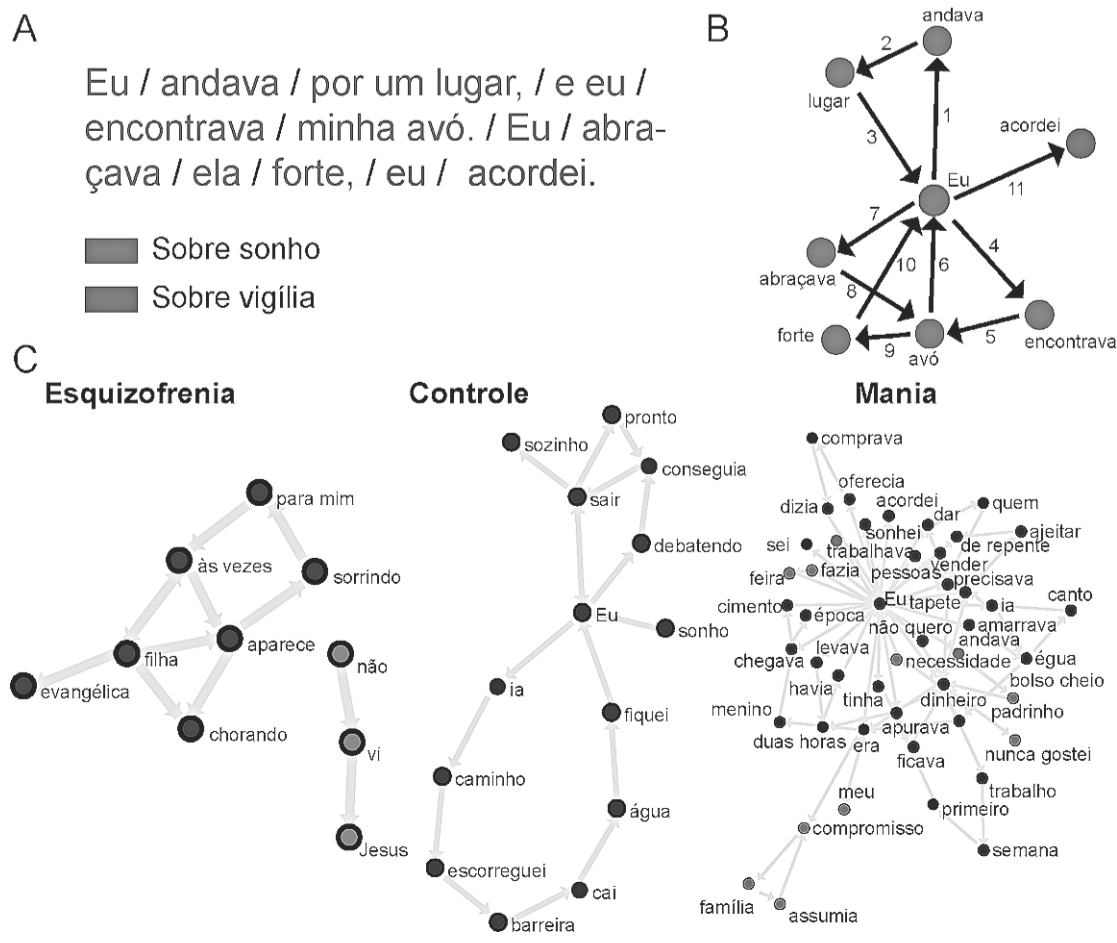 A
Eu / andava / por um lugar, / e eu /
encontrava / minha avó. / Eu / abra-
çava / ela / forte, / eu / acordei.
Sobre sonho
Sobre vigília
B
andava
2
lugar
1
3
acordei
Eu
11
7
4
10
6
abraçava
8
forte
9
avó
5
encontrava
C
Esquizofrenia
para mim
às vezes
sorrindo
filha
aparece
evangélica
chorando
não
vi
Jesus
Controle
pronto
sozinho
conseguia
sair
debatendo
Eu
sonho
ia
fiquei
caminho
água
escorreguei
cai
barreira
Mania
comprava
oferecia
dizia
acordei
dar
quem
sonhei
ajeitar
sei
trabalhava
de repente
feira
fazia
pessoas
vender
precisava
cimento
Eu
tapete
ia
canto
época
não quero
amarrava
andava
chegava
levava
necessidade
égua
havia
bolso cheio
tinha
dinheiro
menino
padrinho
duas horas
era
apurava
nunca gostei
ficava
meu
trabalho
primeiro
compromisso
semana
família
assumia